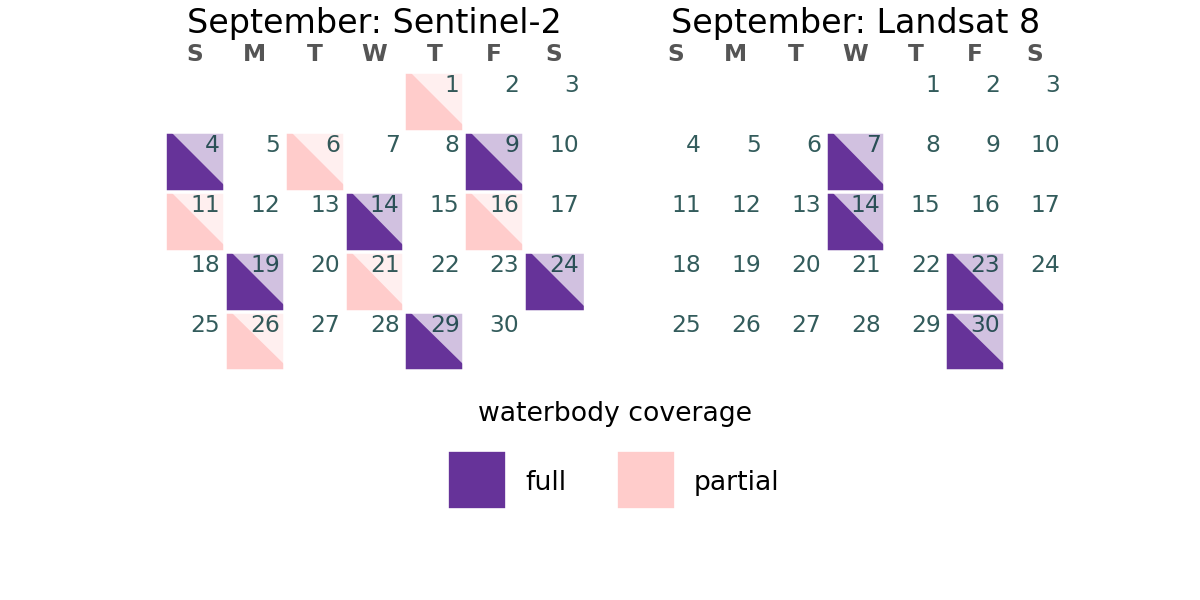 September: Sentinel-2
S M T W T F S
1 2 3
4 5 6 7 8 9 10
11 12 13 14 15 16 17
18 19 20 21 22 23 24
25 26 27 28 29 30
September: Landsat 8
S M T W T F S
1 2 3
4 5 6 7 8 9 10
11 12 13 14 15 16 17
18 19 20 21 22 23 24
25 26 27 28 29 30
waterbody coverage
full partial